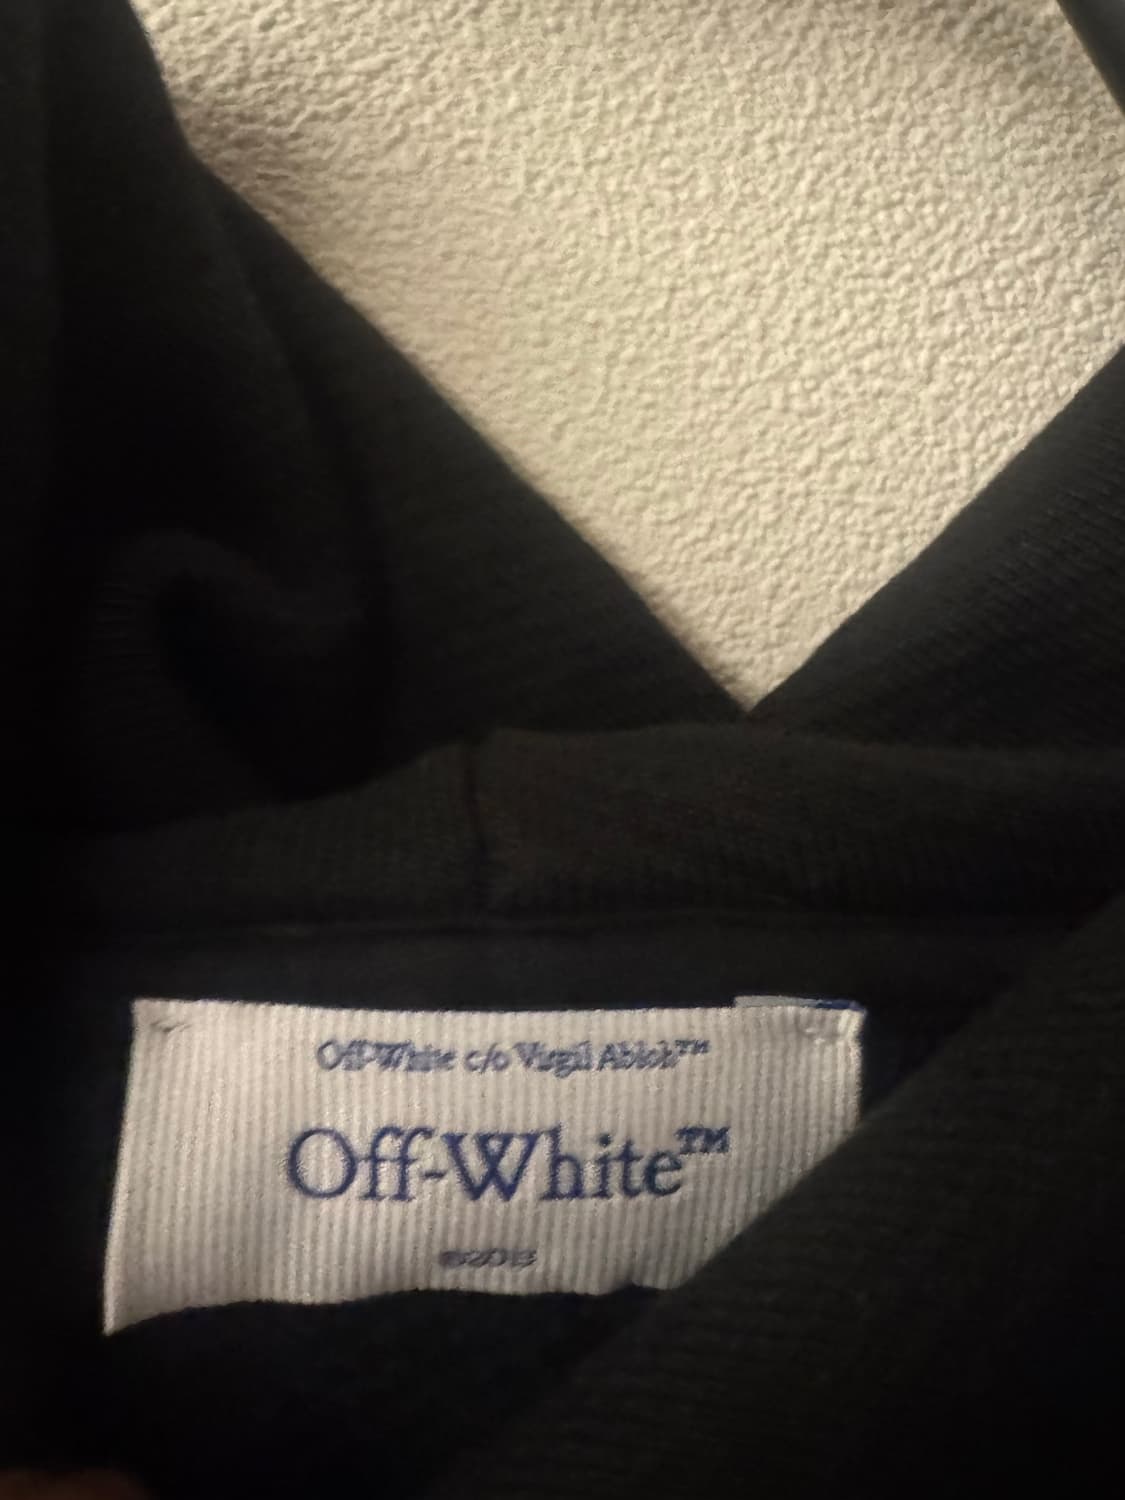 Off-White c/o Virgil Abloh™
Off-White™
©2013